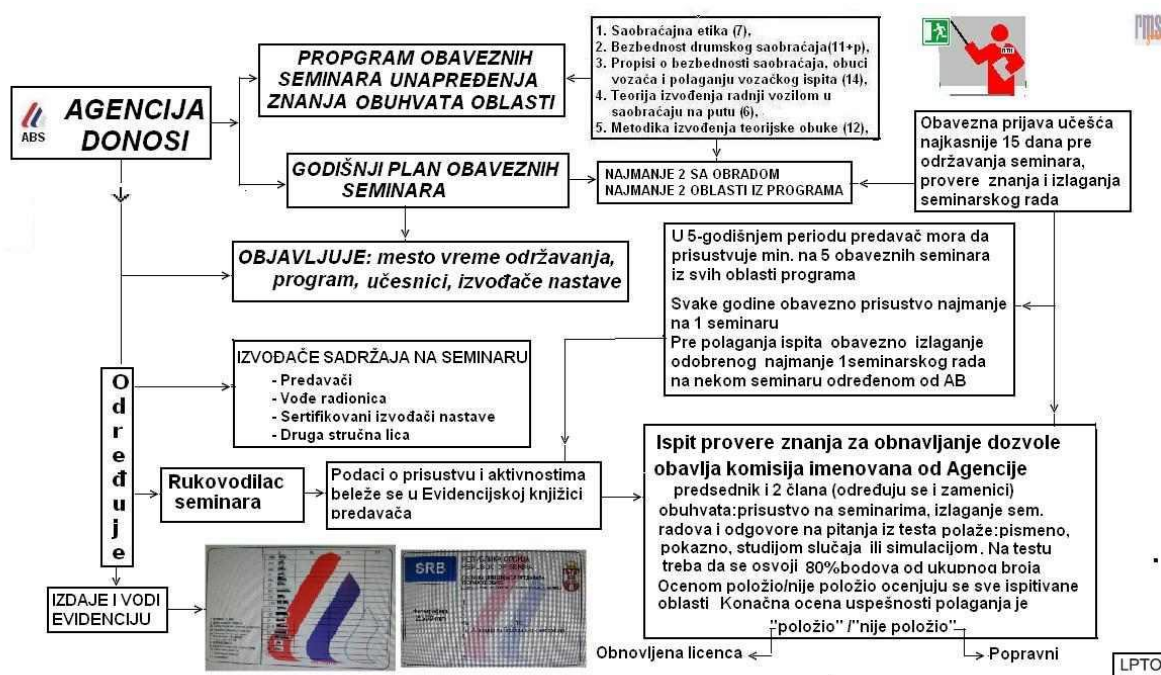 ABS
AGENCIJA
DONOSI
PROPGRAM OBAVEZNIH
SEMINARA UNAPREĐENJA
ZNANJA OBUHVATA OBLASTI
1. Saobraćajna etika (7),
2. Bezbednost drumskog saobraćaja(11+p),
3. Propisi o bezbednosti saobraćaja, obuci
vozača i polaganju vozačkog ispita (14),
4. Teorija izvođenja radnji vozilom u
saobraćaju na putu (6),
5. Metodika izvođenja teorijske obuke (12),
GODIŠNJI PLAN OBAVEZNIH
SEMINARA
NAJMANJE 2 SA OBRADOM
NAJMANJE 2 OBLASTI IZ PROGRAMA
Obavezna prijava učešća
najkasnije 15 dana pre
održavanja seminara,
provere znanja i izlaganja
seminarskog rada
OBJAVLJUJE: mesto vreme održavanja,
program, učesnici, izvođače nastave
U 5-godišnjem periodu predavač mora da
prisustvuje min. na 5 obaveznih seminara
iz svih oblasti programa
Svake godine obavezno prisustvo najmanje
na 1 seminaru
Pre polaganja ispita obavezno izlaganje
odobrenog najmanje 1seminarskog rada
na nekom seminaru određenom od AB
Određuje
IZVOĐAČE SADRŽAJA NA SEMINARU
- Predavači
- Vođe radionica
- Sertifikovani izvođači nastave
- Druga stručna lica
Rukovodilac
seminara
Podaci o prisustvu i aktivnostima
beleže se u Evidencijskoj knjižici
predavača
Ispit provere znanja za obnavljanje dozvole
obavlja komisija imenovana od Agencije
predsednik i 2 člana (određuju se i zamenici)
obuhvata:prisustvo na seminarima, izlaganje sem.
radova i odgovore na pitanja iz testa polaže:pismeno,
pokazno, studijom slučaja ili simulacijom. Na testu
treba da se osvoji 80%bodova od ukupnog broja
Ocenom položio/nije položio ocenjuju se sve ispitivane
oblasti Konačna ocena uspešnosti polaganja je
"položio" /"nije položio"
Obnovljena licenca
Popravni
IZDAJE I VODI
EVIDENCIJU
SRB
LPTO